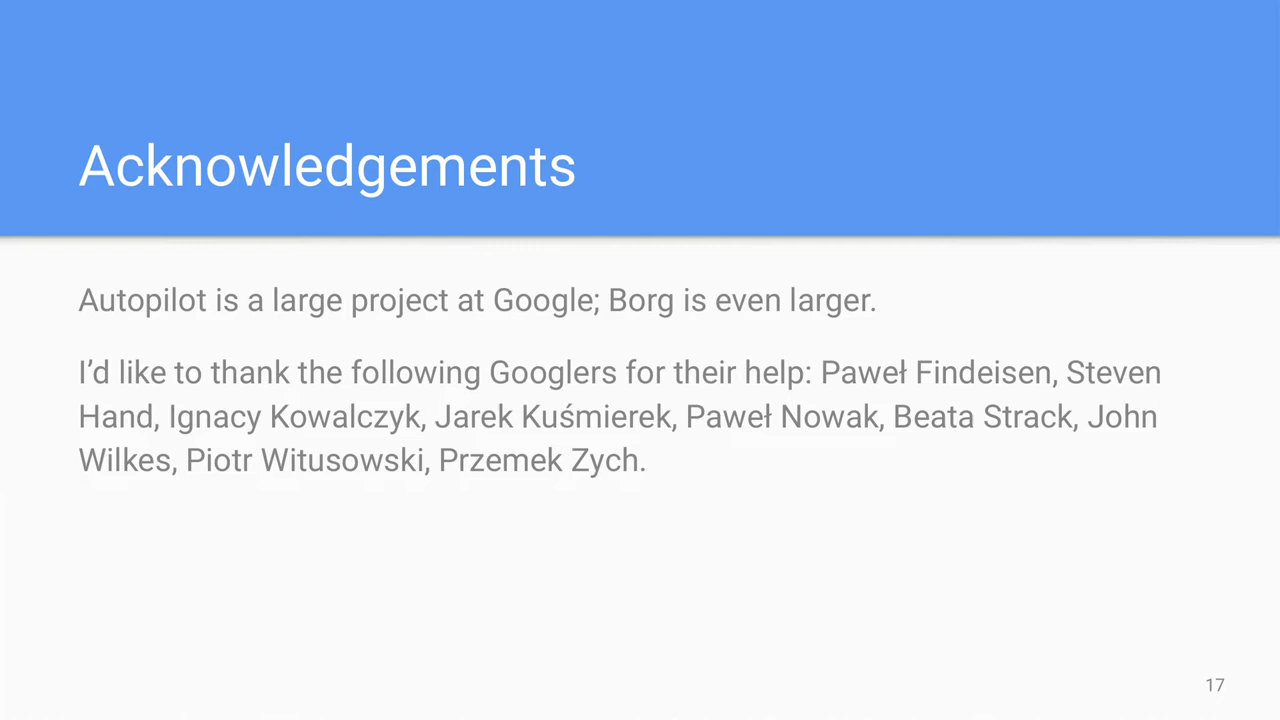 Acknowledgements
Autopilot is a large project at Google; Borg is even larger.
I’d like to thank the following Googlers for their help: Paweł Findeisen, Steven
Hand, Ignacy Kowalczyk, Jarek Kuśmierek, Paweł Nowak, Beata Strack, John
Wilkes, Piotr Witusowski, Przemek Zych.
17